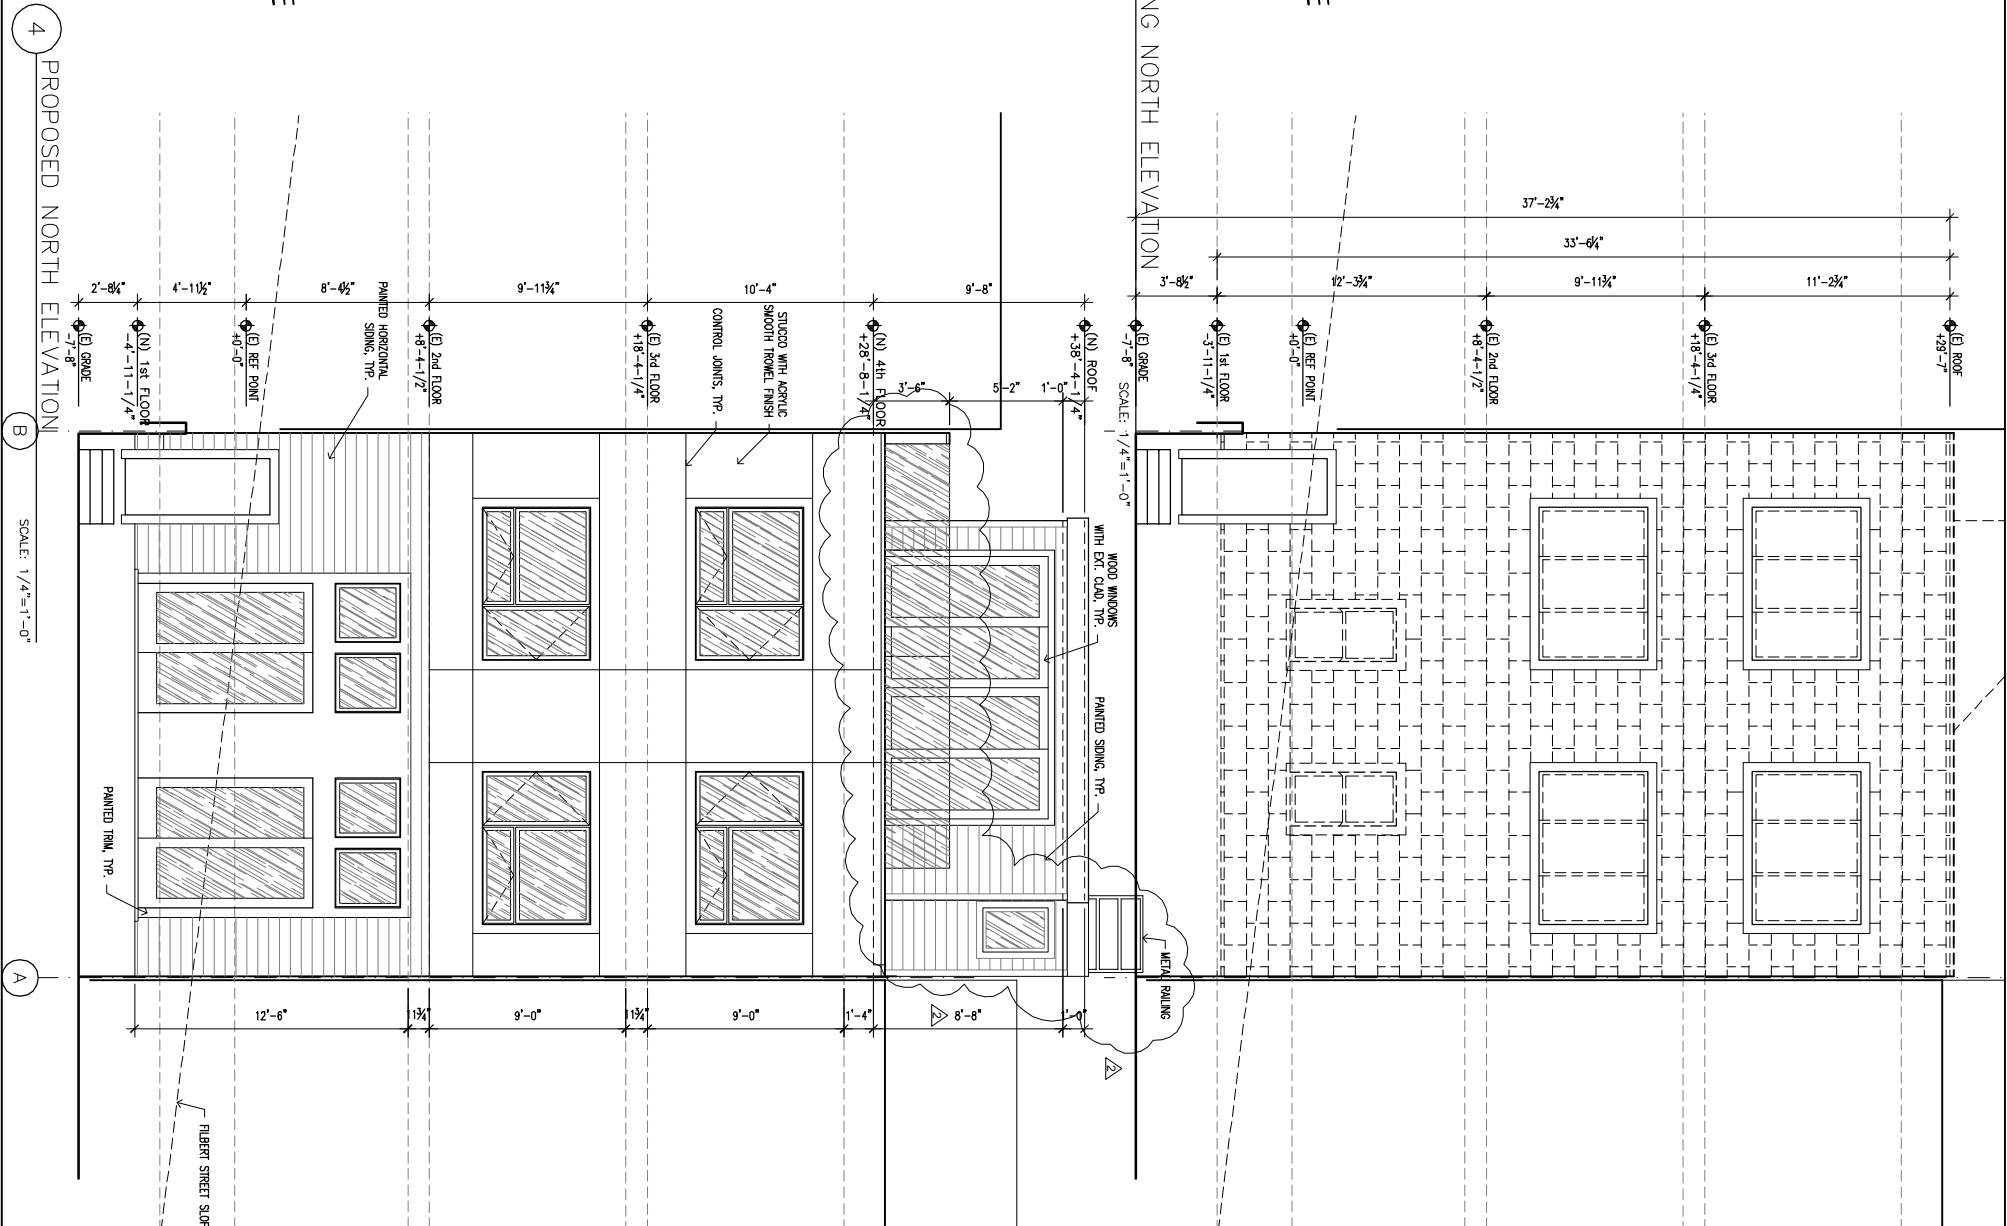 NG NORTH ELEVATION
SCALE: 1/4"=1'-0"
37'-2¾"
33'-6¼"
3'-8½"
12'-3¾"
9'-11¾"
11'-2¾"
(E) ROOF
+29'-7"
(E) 3rd FLOOR
+18'-4-1/4"
(E) 2nd FLOOR
+8'-4-1/2"
(E) REF POINT
+0'-0"
(E) 1st FLOOR
-3'-11-1/4"
(E) GRADE
-7'-8"
4
PROPOSED NORTH ELEVATION
SCALE: 1/4"=1'-0"
B
A
2'-8¼"
4'-11½"
8'-4½"
9'-11¾"
10'-4"
9'-8"
(N) ROOF
+38'-4-1/4"
(N) 4th FLOOR
+28'-8-1/4"
(E) 3rd FLOOR
+18'-4-1/4"
(E) 2nd FLOOR
+8'-4-1/2"
(E) REF POINT
+0'-0"
(N) 1st FLOOR
-4'-11-1/4"
(E) GRADE
-7'-8"
3'-6"
5'-2"
1'-0"
STUCCO WITH ACRYLIC
SMOOTH TROWEL FINISH
CONTROL JOINTS, TYP.
PAINTED HORIZONTAL
SIDING, TYP.
WOOD WINDOWS
WITH EXT. CLAD, TYP.
PAINTED SIDING, TYP.
METAL RAILING
PAINTED TRIM, TYP.
12'-6"
11¾"
9'-0"
11¾"
9'-0"
1'-4"
2
8'-8"
1'-0"
2
FILBERT STREET SLOP